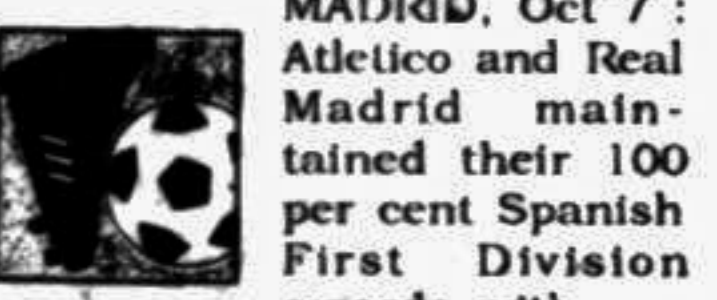 MADRID, Oct 7 :
Atletico and Real
Madrid main-
tained their 100
per cent Spanish
First Division